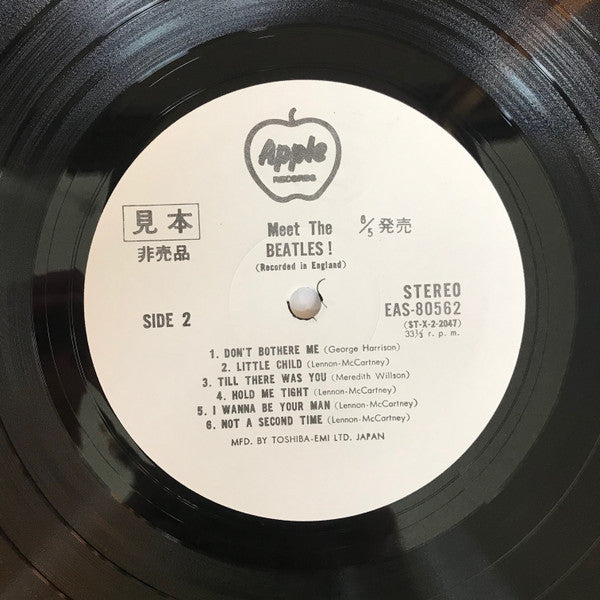 Apple
RECORDS
見本
非売品
Meet The
BEATLES!
(Recorded in England)
6/5 発売
SIDE 2
STEREO
EAS-80562
(ST-X-2-2047)
33⅓ r. p. m.
1. DON'T BOTHERE ME (George Harrison)
2. LITTLE CHILD (Lennon-McCartney)
3. TILL THERE WAS YOU (Meredith Willson)
4. HOLD ME TIGHT (Lennon-McCartney)
5. I WANNA BE YOUR MAN (Lennon-McCartney)
6. NOT A SECOND TIME (Lennon-McCartney)
MFD. BY TOSHIBA-EMI LTD. JAPAN